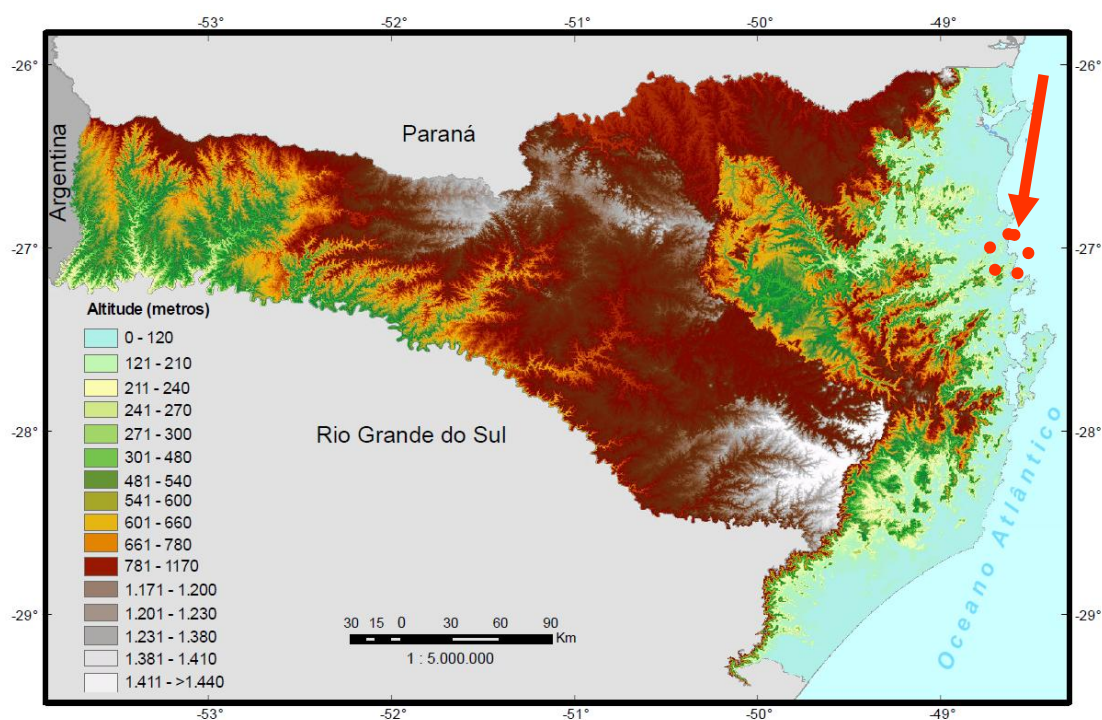 -53° -52° -51° -50° -49°
-26° -26°
Paraná
Argentina
-27° -27°
Altitude (metros)
0 - 120
121 - 210
211 - 240
241 - 270
271 - 300
301 - 480
481 - 540
541 - 600
601 - 660
661 - 780
781 - 1170
1.171 - 1.200
1.201 - 1.230
1.231 - 1.380
1.381 - 1.410
1.411 - >1.440
Rio Grande do Sul
-28° -28°
Oceano Atlântico
-29° -29°
30 15 0 30 60 90
Km
1 : 5.000.000
-53° -52° -51° -50° -49°